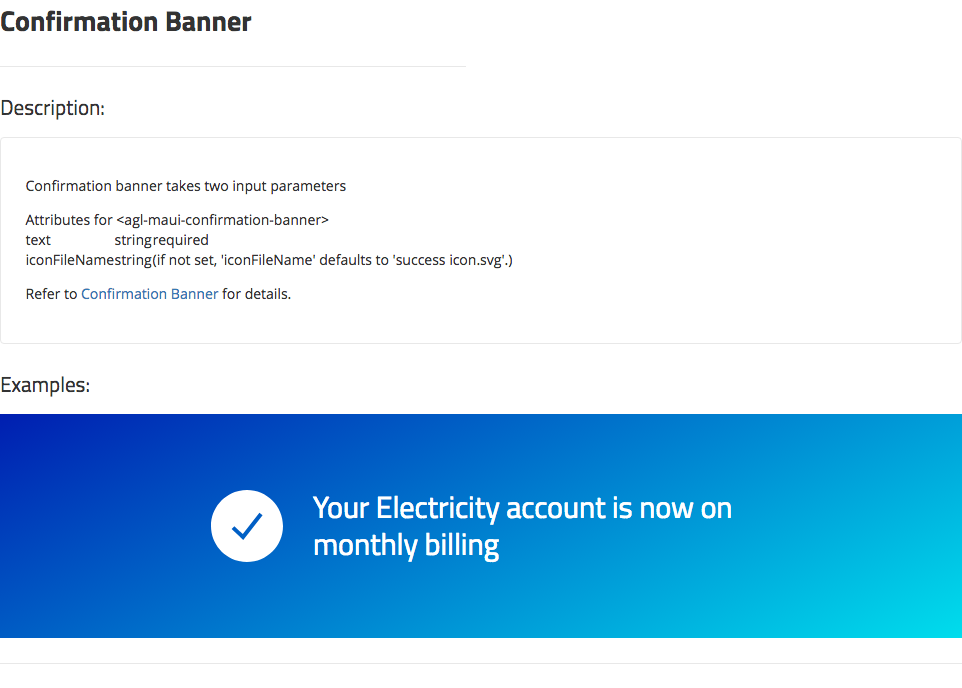 Confirmation Banner
Description:
Confirmation banner takes two input parameters
Attributes for <agl-maui-confirmation-banner>
text stringrequired
iconFileNamestring(if not set, 'iconFileName' defaults to 'success icon.svg'.)
Refer to Confirmation Banner for details.
Examples:
Your Electricity account is now on
monthly billing